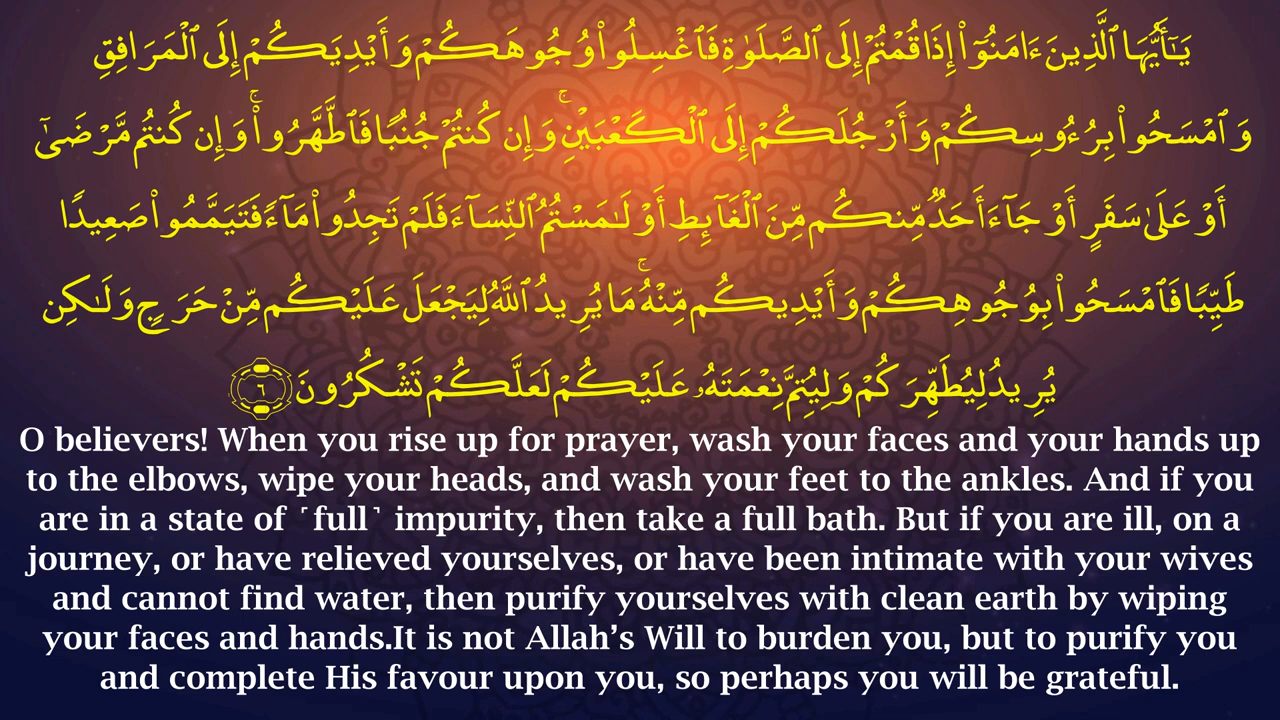 يَـٰٓأَيُّهَا ٱلَّذِينَ ءَامَنُوٓا۟ إِذَا قُمْتُمْ إِلَى ٱلصَّلَوٰةِ فَٱغْسِلُوا۟ وُجُوهَكُمْ وَأَيْدِيَكُمْ إِلَى ٱلْمَرَافِقِ
وَٱمْسَحُوا۟ بِرُءُوسِكُمْ وَأَرْجُلَكُمْ إِلَى ٱلْكَعْبَيْنِ ۚ وَإِن كُنتُمْ جُنُبًا فَٱطَّهَّرُوا۟ ۚ وَإِن كُنتُم مَّرْضَىٰٓ
أَوْ عَلَىٰ سَفَرٍ أَوْ جَآءَ أَحَدٌ مِّنكُم مِّنَ ٱلْغَآئِطِ أَوْ لَـٰمَسْتُمُ ٱلنِّسَآءَ فَلَمْ تَجِدُوا۟ مَآءً فَتَيَمَّمُوا۟ صَعِيدًا
طَيِّبًا فَٱمْسَحُوا۟ بِوُجُوهِكُمْ وَأَيْدِيكُم مِّنْهُ ۚ مَا يُرِيدُ ٱللَّهُ لِيَجْعَلَ عَلَيْكُم مِّنْ حَرَجٍ وَلَـٰكِن
يُرِيدُ لِيُطَهِّرَكُمْ وَلِيُتِمَّ نِعْمَتَهُۥ عَلَيْكُمْ لَعَلَّكُمْ تَشْكُرُونَ ٦
O believers! When you rise up for prayer, wash your faces and your hands up
to the elbows, wipe your heads, and wash your feet to the ankles. And if you
are in a state of ˹full˺ impurity, then take a full bath. But if you are ill, on a
journey, or have relieved yourselves, or have been intimate with your wives
and cannot find water, then purify yourselves with clean earth by wiping
your faces and hands.It is not Allah’s Will to burden you, but to purify you
and complete His favour upon you, so perhaps you will be grateful.